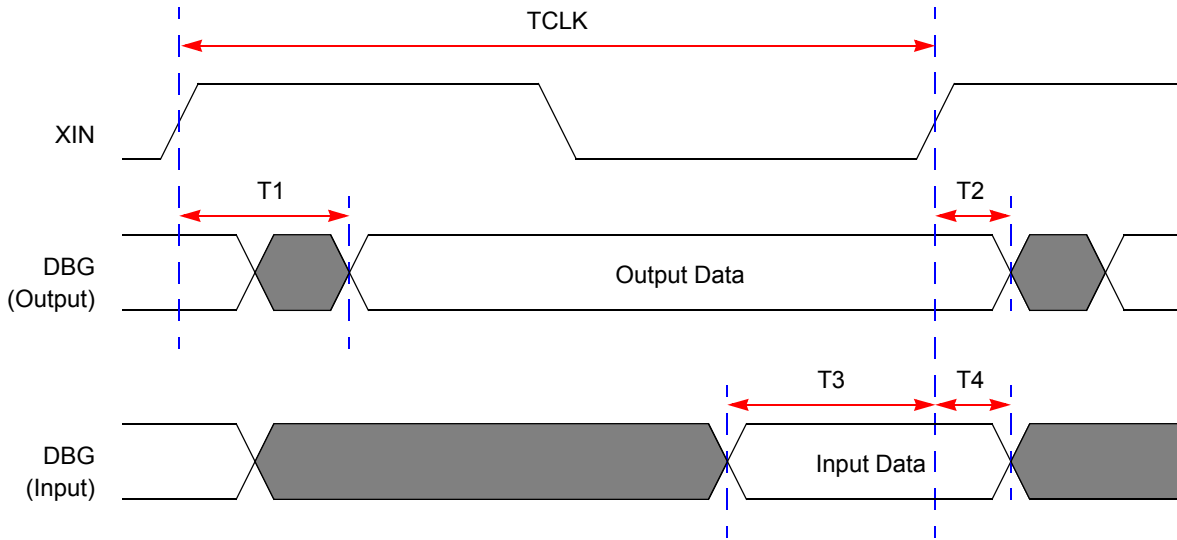 TCLK
XIN
T1
T2
DBG
(Output)
Output Data
T3
T4
DBG
(Input)
Input Data